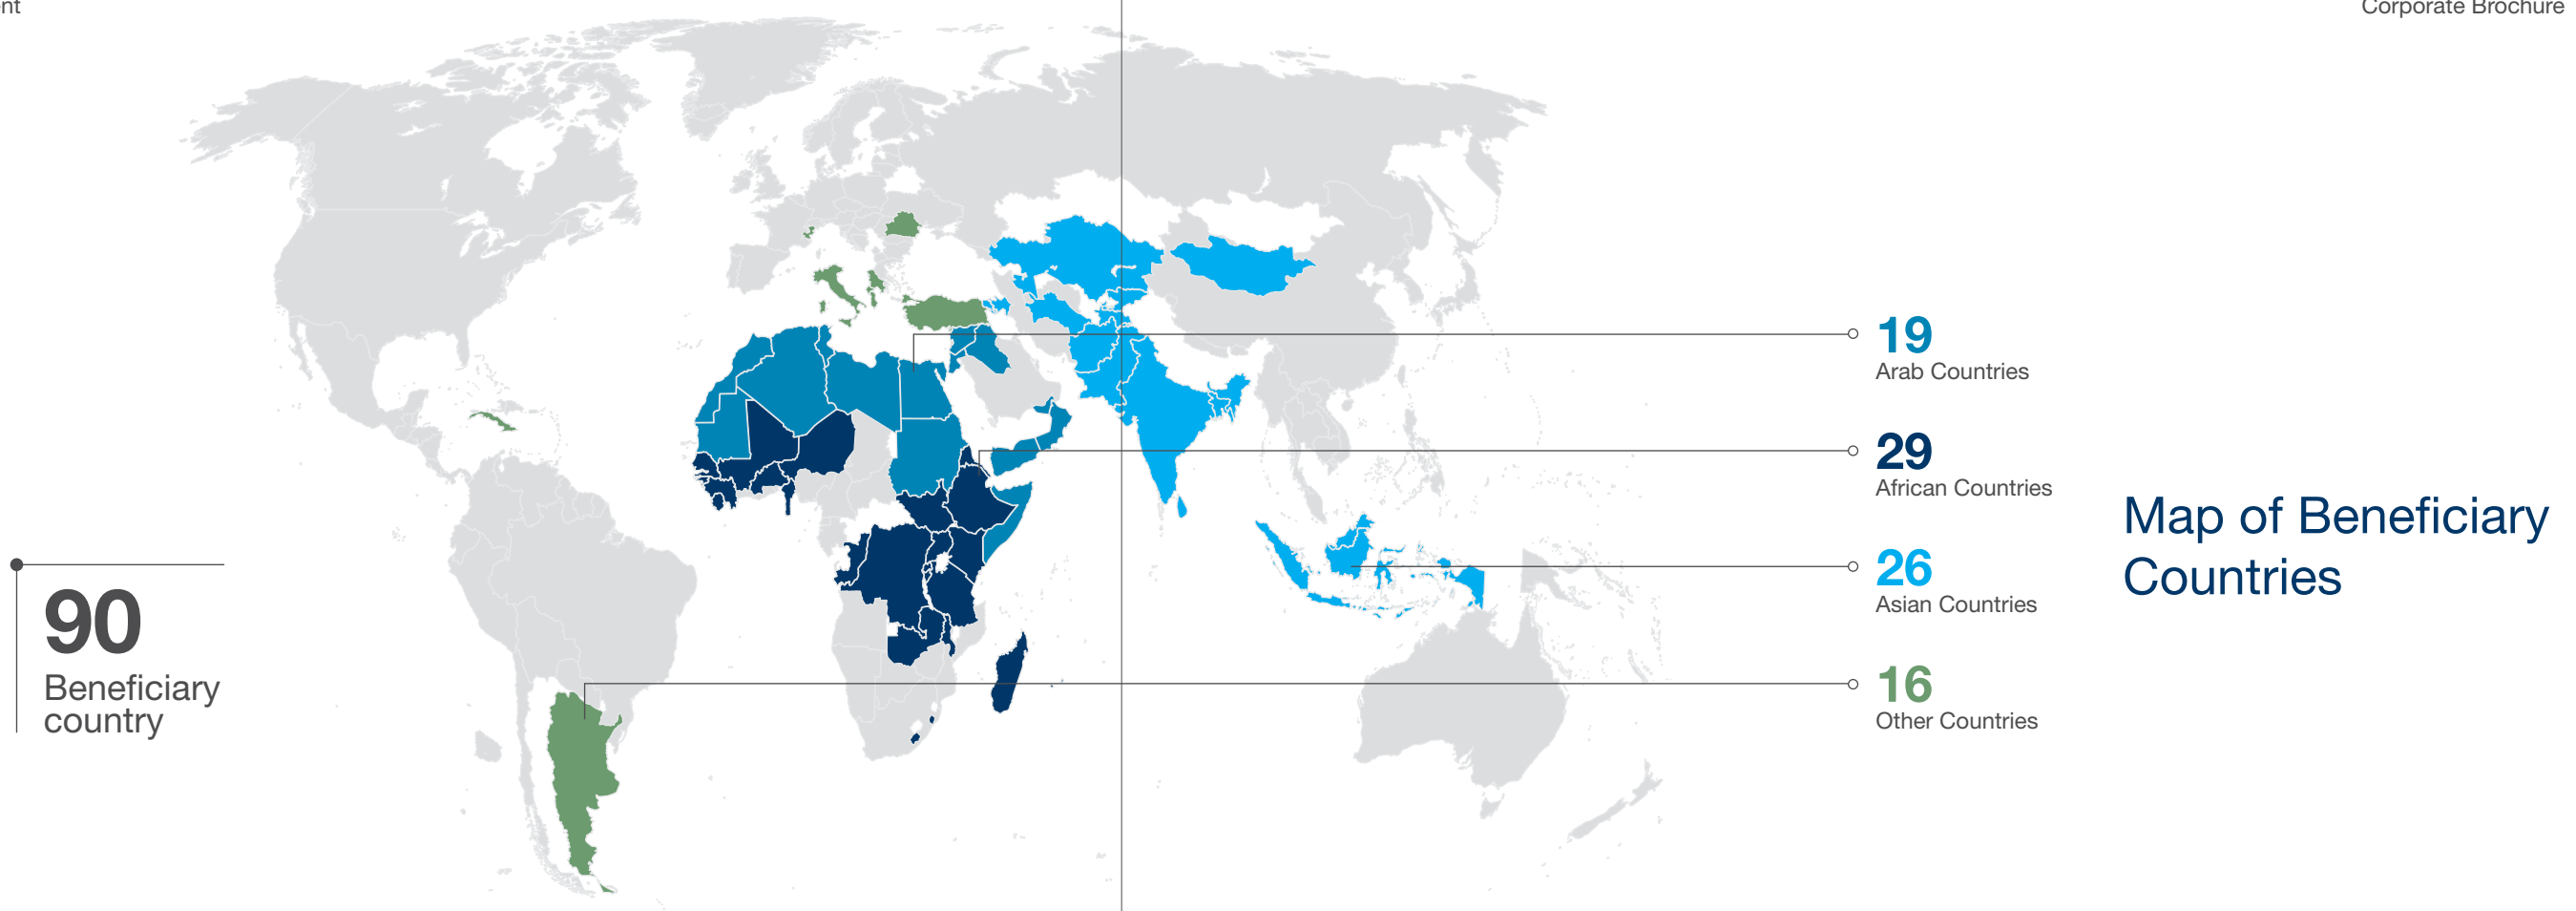 Corporate Brochure
90
Beneficiary
country
19
Arab Countries
29
African Countries
26
Asian Countries
16
Other Countries
Map of Beneficiary
Countries